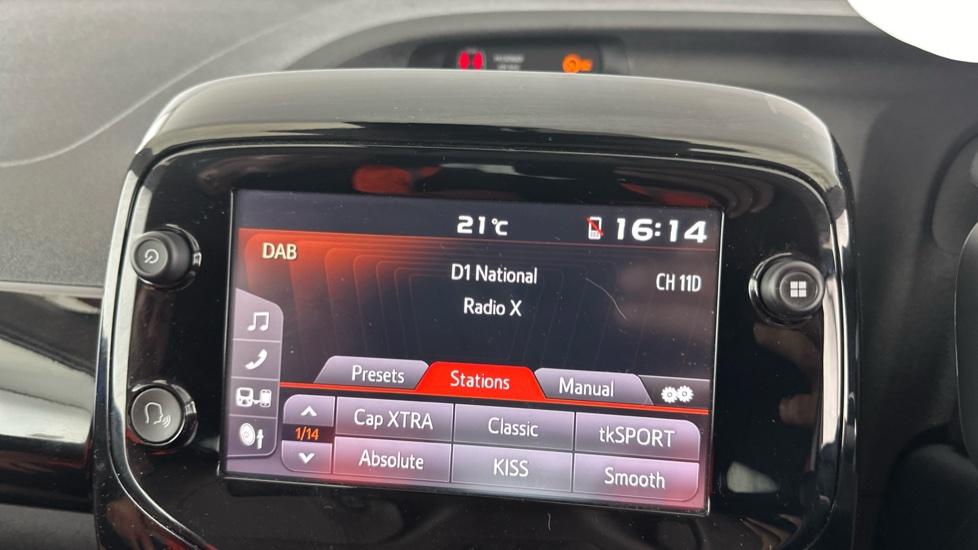 21°C 16:14
DAB
D1 National CH 11D
Radio X
Presets Stations Manual
1/14
Cap XTRA Classic tkSPORT
Absolute KISS Smooth